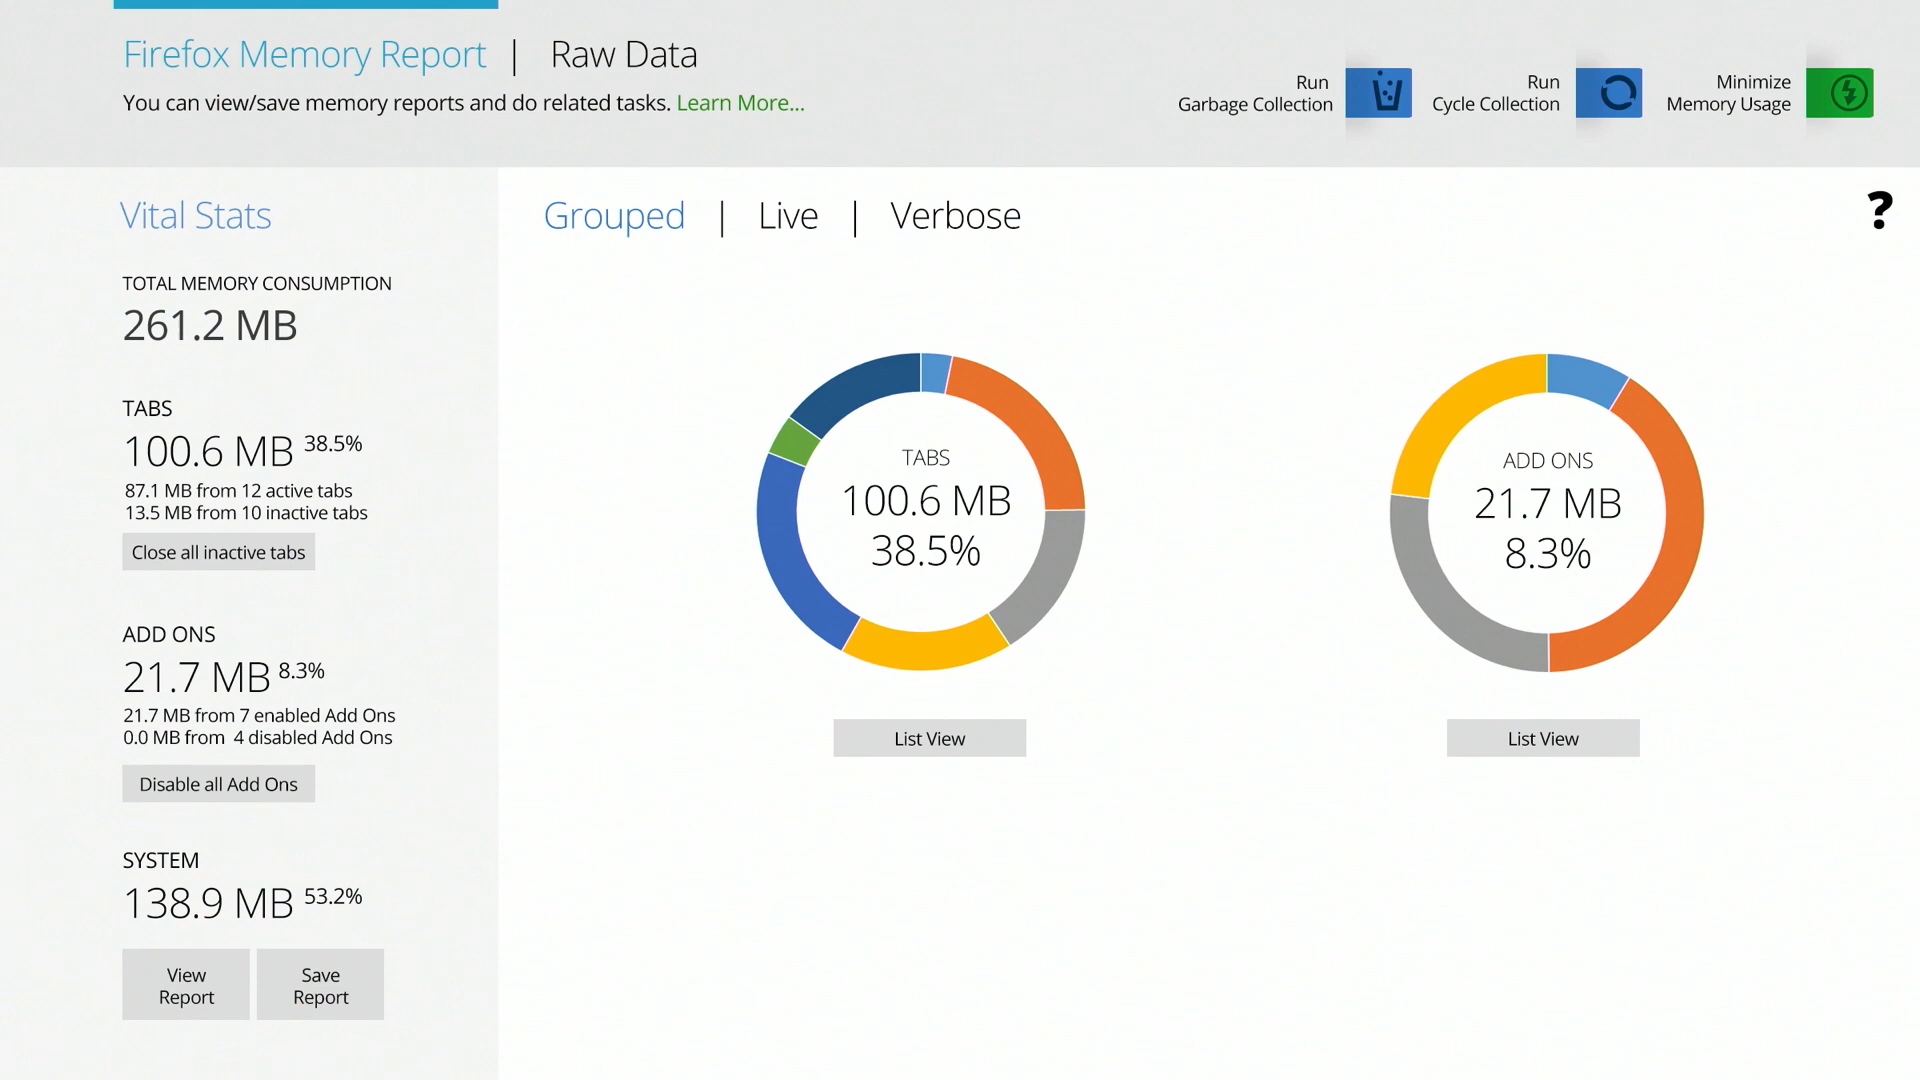 Firefox Memory Report | Raw Data
You can view/save memory reports and do related tasks. Learn More...
Run
Garbage Collection
Run
Cycle Collection
Minimize
Memory Usage
Vital Stats
TOTAL MEMORY CONSUMPTION
261.2 MB
TABS
100.6 MB 38.5%
87.1 MB from 12 active tabs
13.5 MB from 10 inactive tabs
Close all inactive tabs
ADD ONS
21.7 MB 8.3%
21.7 MB from 7 enabled Add Ons
0.0 MB from 4 disabled Add Ons
Disable all Add Ons
SYSTEM
138.9 MB 53.2%
View
Report
Save
Report
Grouped | Live | Verbose
?
TABS
100.6 MB
38.5%
List View
ADD ONS
21.7 MB
8.3%
List View